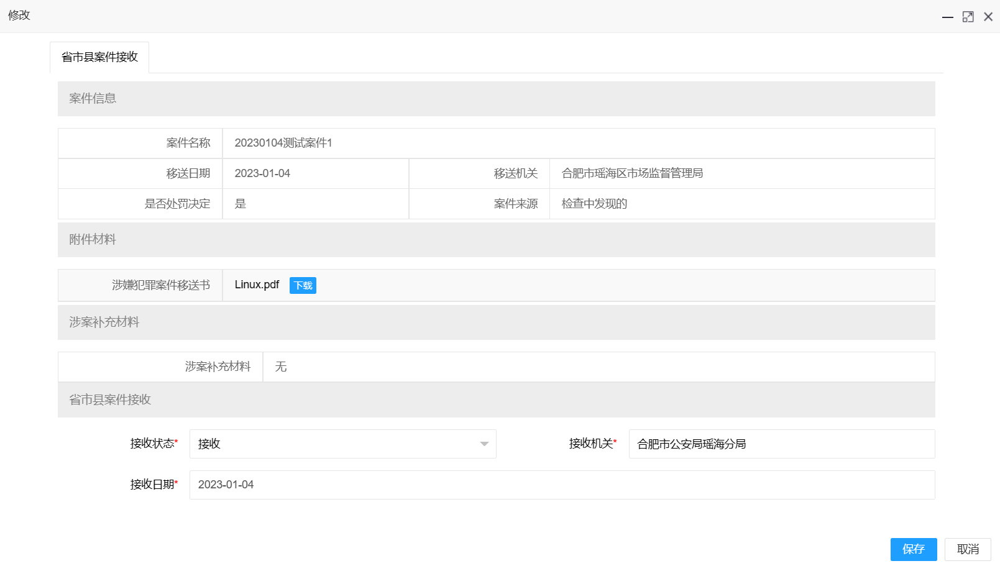 修改
省市县案件接收
案件信息
案件名称 20230104测试案件1
移送日期 2023-01-04 移送机关 合肥市瑶海区市场监督管理局
是否处罚决定 是 案件来源 检查中发现的
附件材料
涉嫌犯罪案件移送书 Linux.pdf 下载
涉案补充材料
涉案补充材料 无
省市县案件接收
接收状态* 接收 接收机关* 合肥市公安局瑶海分局
接收日期* 2023-01-04
保存 取消